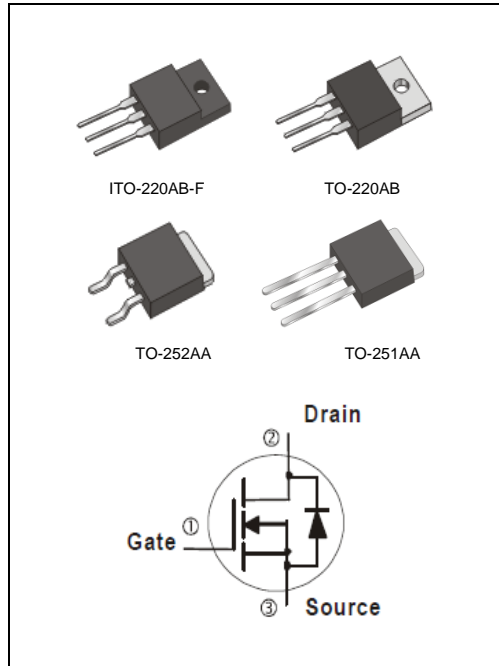 ITO-220AB-F
TO-220AB
TO-252AA
TO-251AA
Drain
②
①
Gate
③
Source